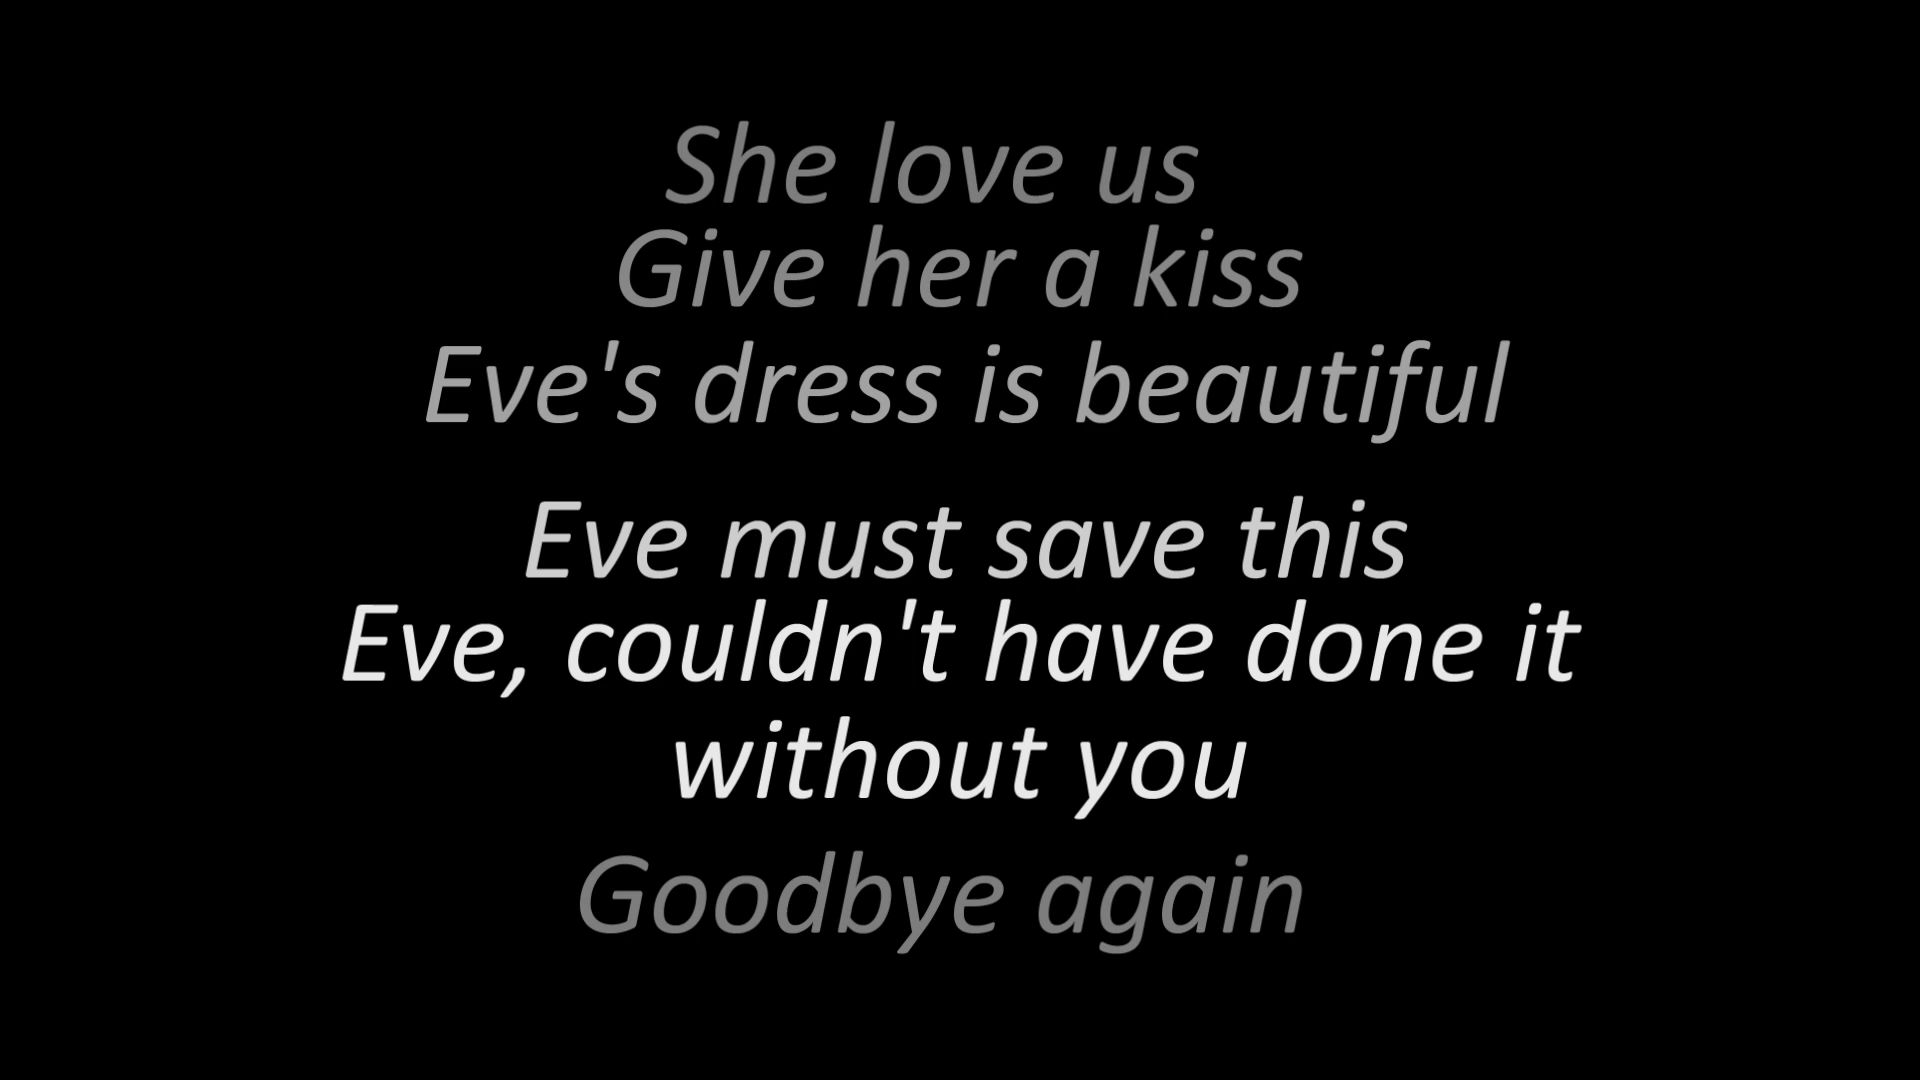 She love us
Give her a kiss
Eve's dress is beautiful
Eve must save this
Eve, couldn't have done it
without you
Goodbye again